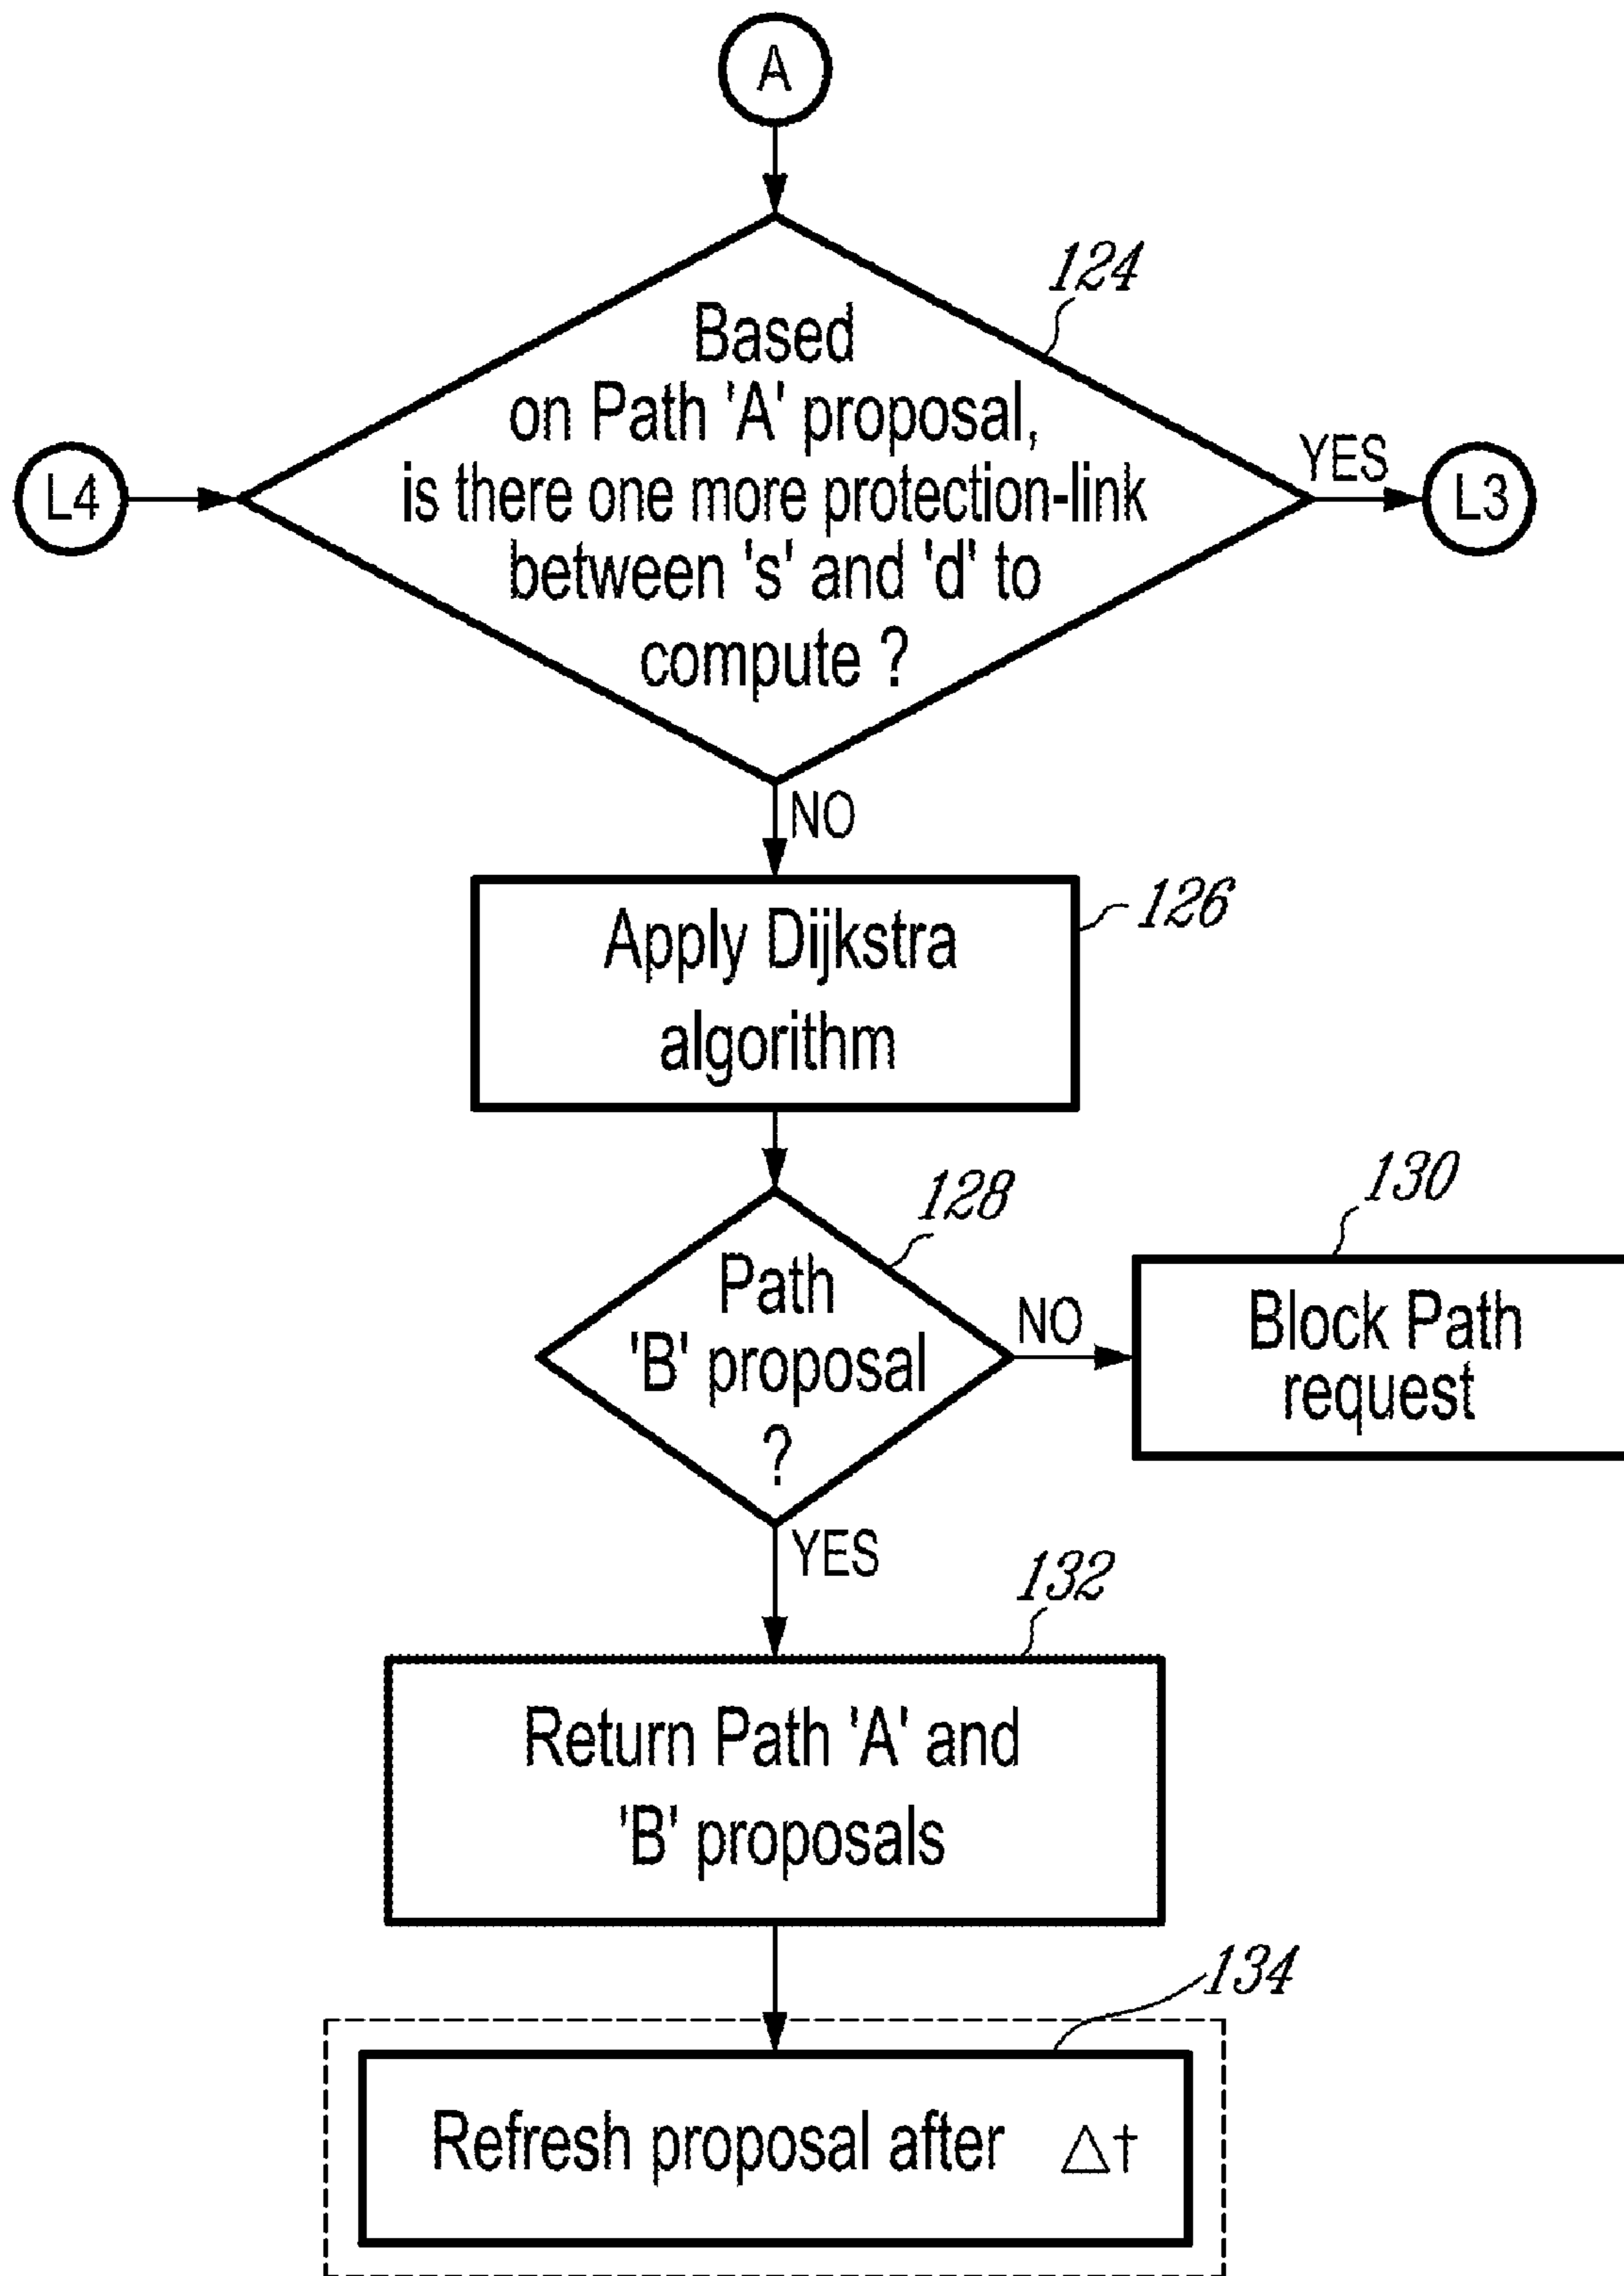 A
124
Based
on Path 'A' proposal,
is there one more protection-link
between 's' and 'd' to
compute ?
L4
YES
L3
NO
126
Apply Dijkstra
algorithm
128
Path
'B' proposal
?
NO
130
Block Path
request
YES
132
Return Path 'A' and
'B' proposals
134
Refresh proposal after △t